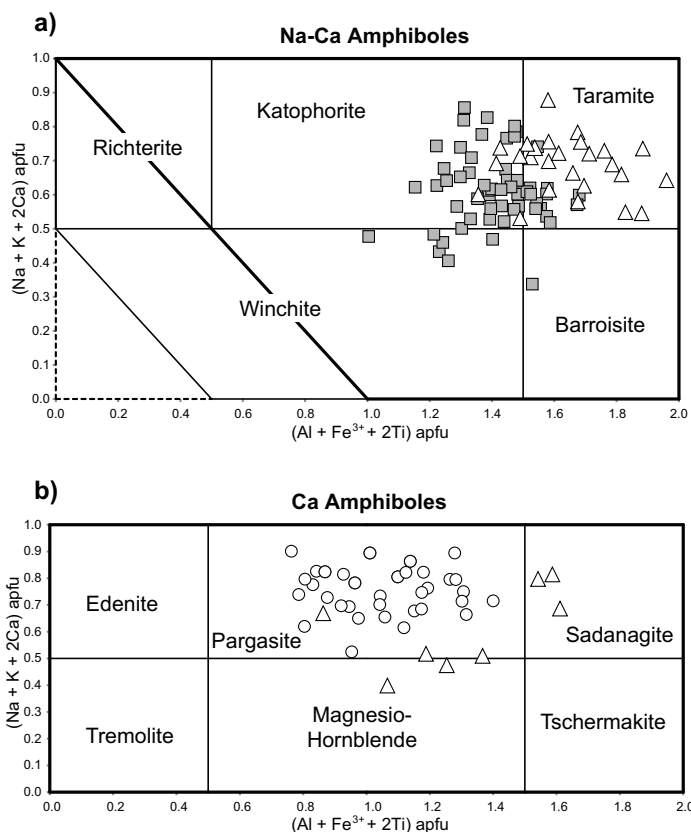 a)
Na-Ca Amphiboles
1.0
0.9
0.8
0.7
0.6
0.5
0.4
0.3
0.2
0.1
0.0
(Na + K + 2Ca) apfu
Richterite
Katophorite
Taramite
Winchite
Barroisite
0.0 0.2 0.4 0.6 0.8 1.0 1.2 1.4 1.6 1.8 2.0
(Al + Fe³⁺ + 2Ti) apfu
b)
Ca Amphiboles
1.0
0.9
0.8
0.7
0.6
0.5
0.4
0.3
0.2
0.1
0.0
(Na + K + 2Ca) apfu
Edenite
Pargasite
Sadanagite
Tremolite
Magnesio-
Hornblende
Tschermakite
0.0 0.2 0.4 0.6 0.8 1.0 1.2 1.4 1.6 1.8 2.0
(Al + Fe³⁺ + 2Ti) apfu